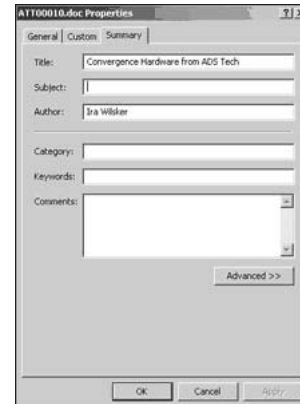 ATT00010.doc Properties
General Custom Summary
Title: Convergence Hardware from ADS Tech
Subject:
Author: Ira Wilsker
Category:
Keywords:
Comments:
Advanced >>
OK Cancel Apply